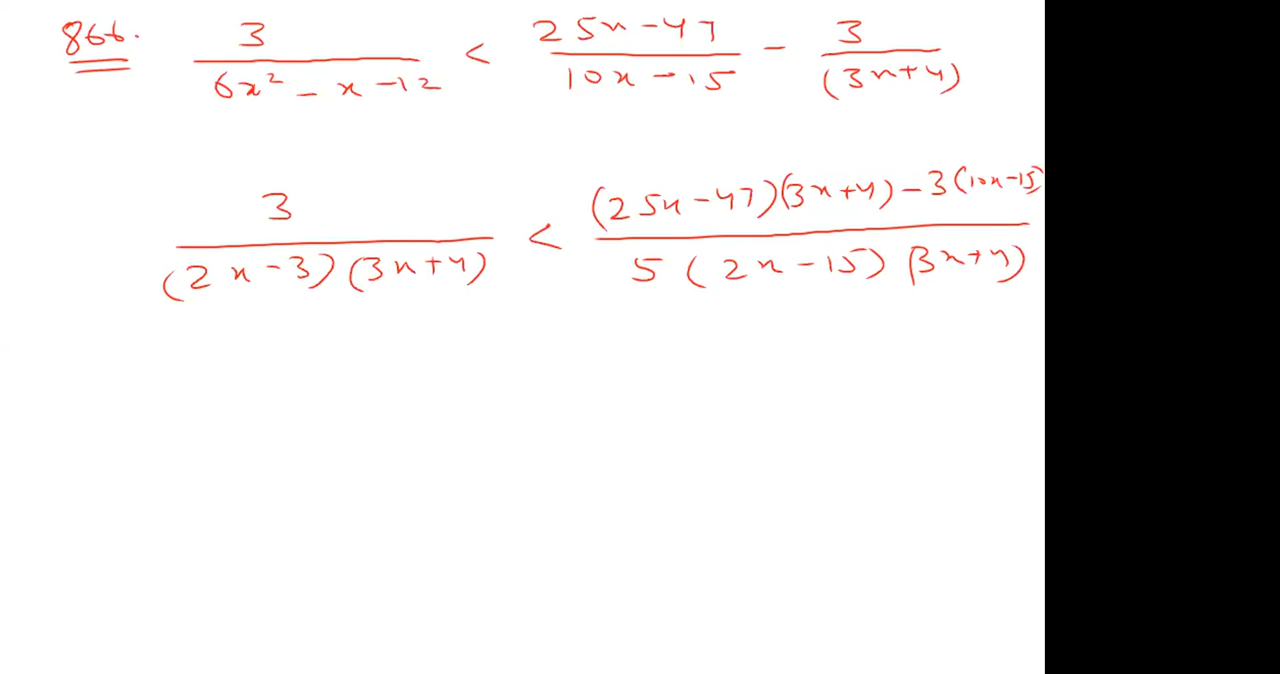 866. 3/(6x² - x - 12) < (25x - 47)/(10x - 15) - 3/(3x+4)
3/((2x-3)(3x+4)) < ((25x-47)(3x+4) - 3(10x-15))/(5(2x-15)(3x+4))